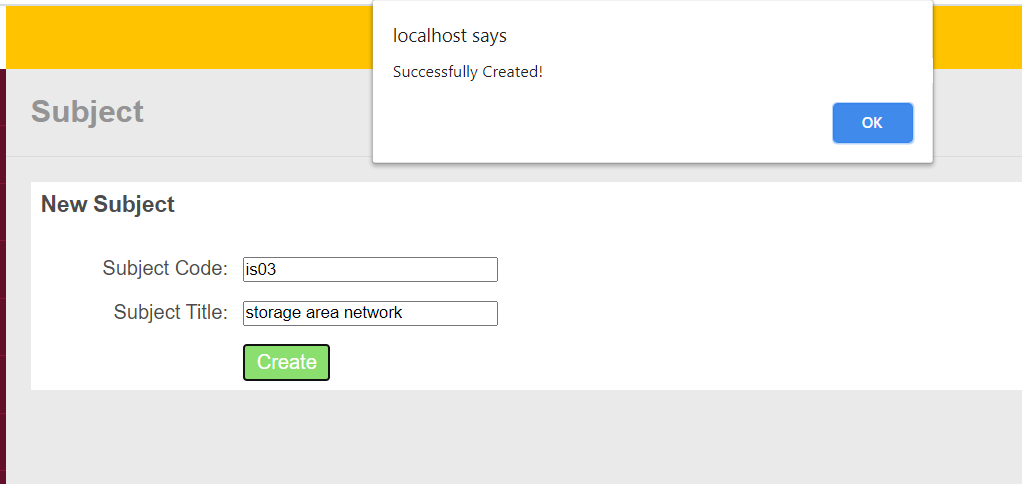 localhost says
Successfully Created!
OK
Subject
New Subject
Subject Code: is03
Subject Title: storage area network
Create